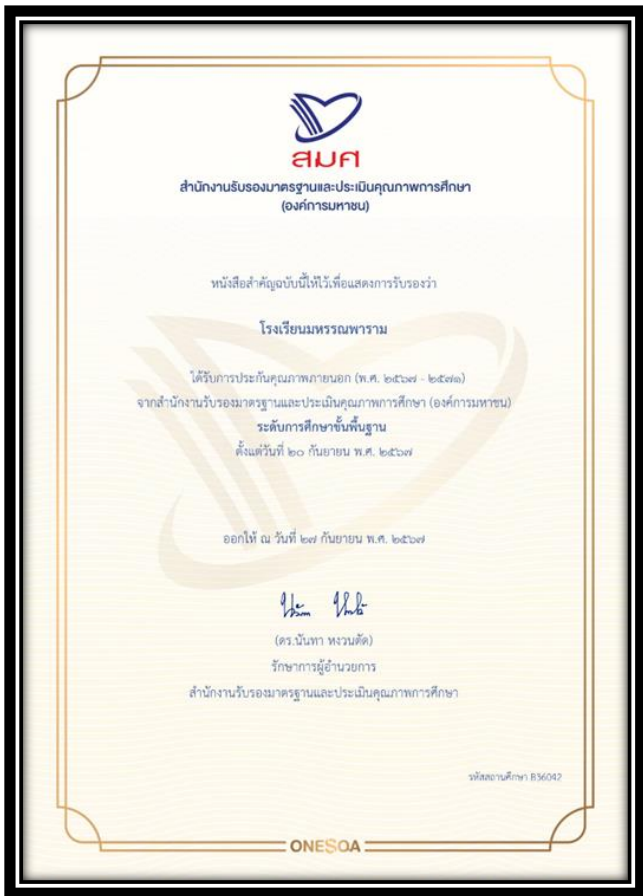 สมศ
สำนักงานรับรองมาตรฐานและประเมินคุณภาพการศึกษา
(องค์การมหาชน)
หนังสือสำคัญฉบับนี้ให้ไว้เพื่อแสดงการรับรองว่า
โรงเรียนมหรรณพาราม
ได้รับการประกันคุณภาพภายนอก (พ.ศ. ๒๕๖๗ - ๒๕๗๑)
จากสำนักงานรับรองมาตรฐานและประเมินคุณภาพการศึกษา (องค์การมหาชน)
ระดับการศึกษาขั้นพื้นฐาน
ตั้งแต่วันที่ ๒๐ กันยายน พ.ศ. ๒๕๖๗
ออกให้ ณ วันที่ ๒๗ กันยายน พ.ศ. ๒๕๖๗
(ดร.นันทา หงวนตัด)
รักษาการผู้อำนวยการ
สำนักงานรับรองมาตรฐานและประเมินคุณภาพการศึกษา
รหัสสถานศึกษา B36042
ONESQA